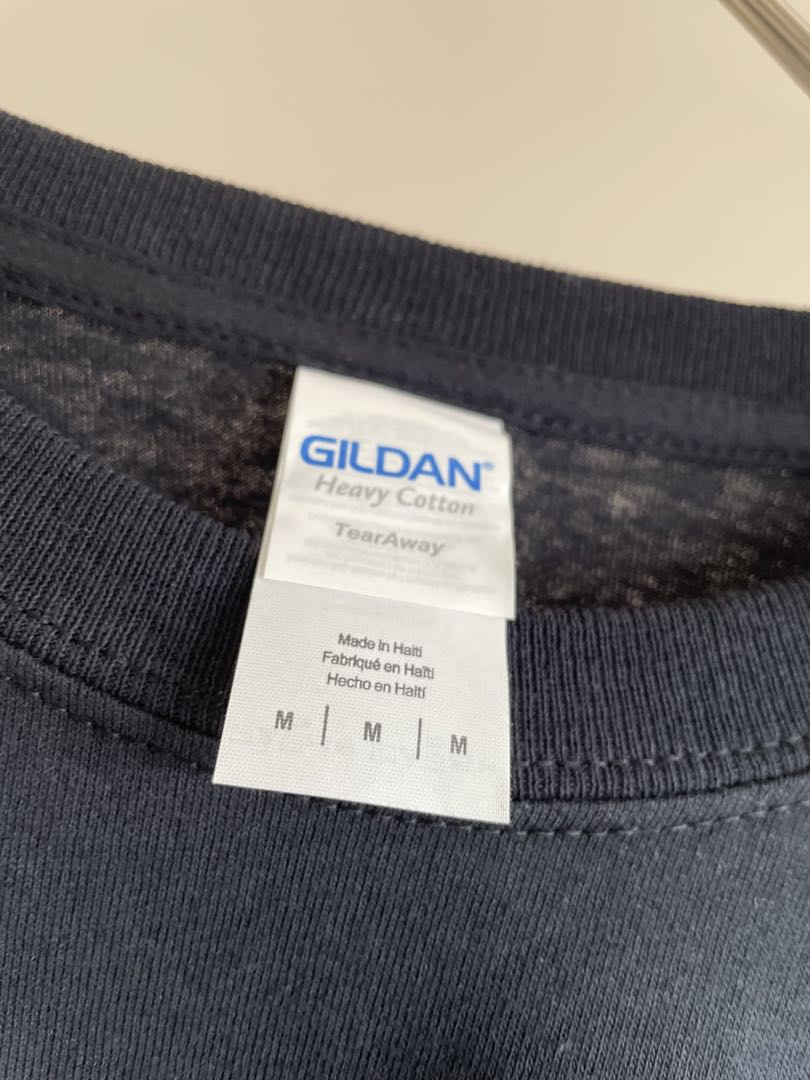 GILDAN®
Heavy Cotton
TearAway
Made in Haiti
Fabriqué en Haïti
Hecho en Haití
M | M | M